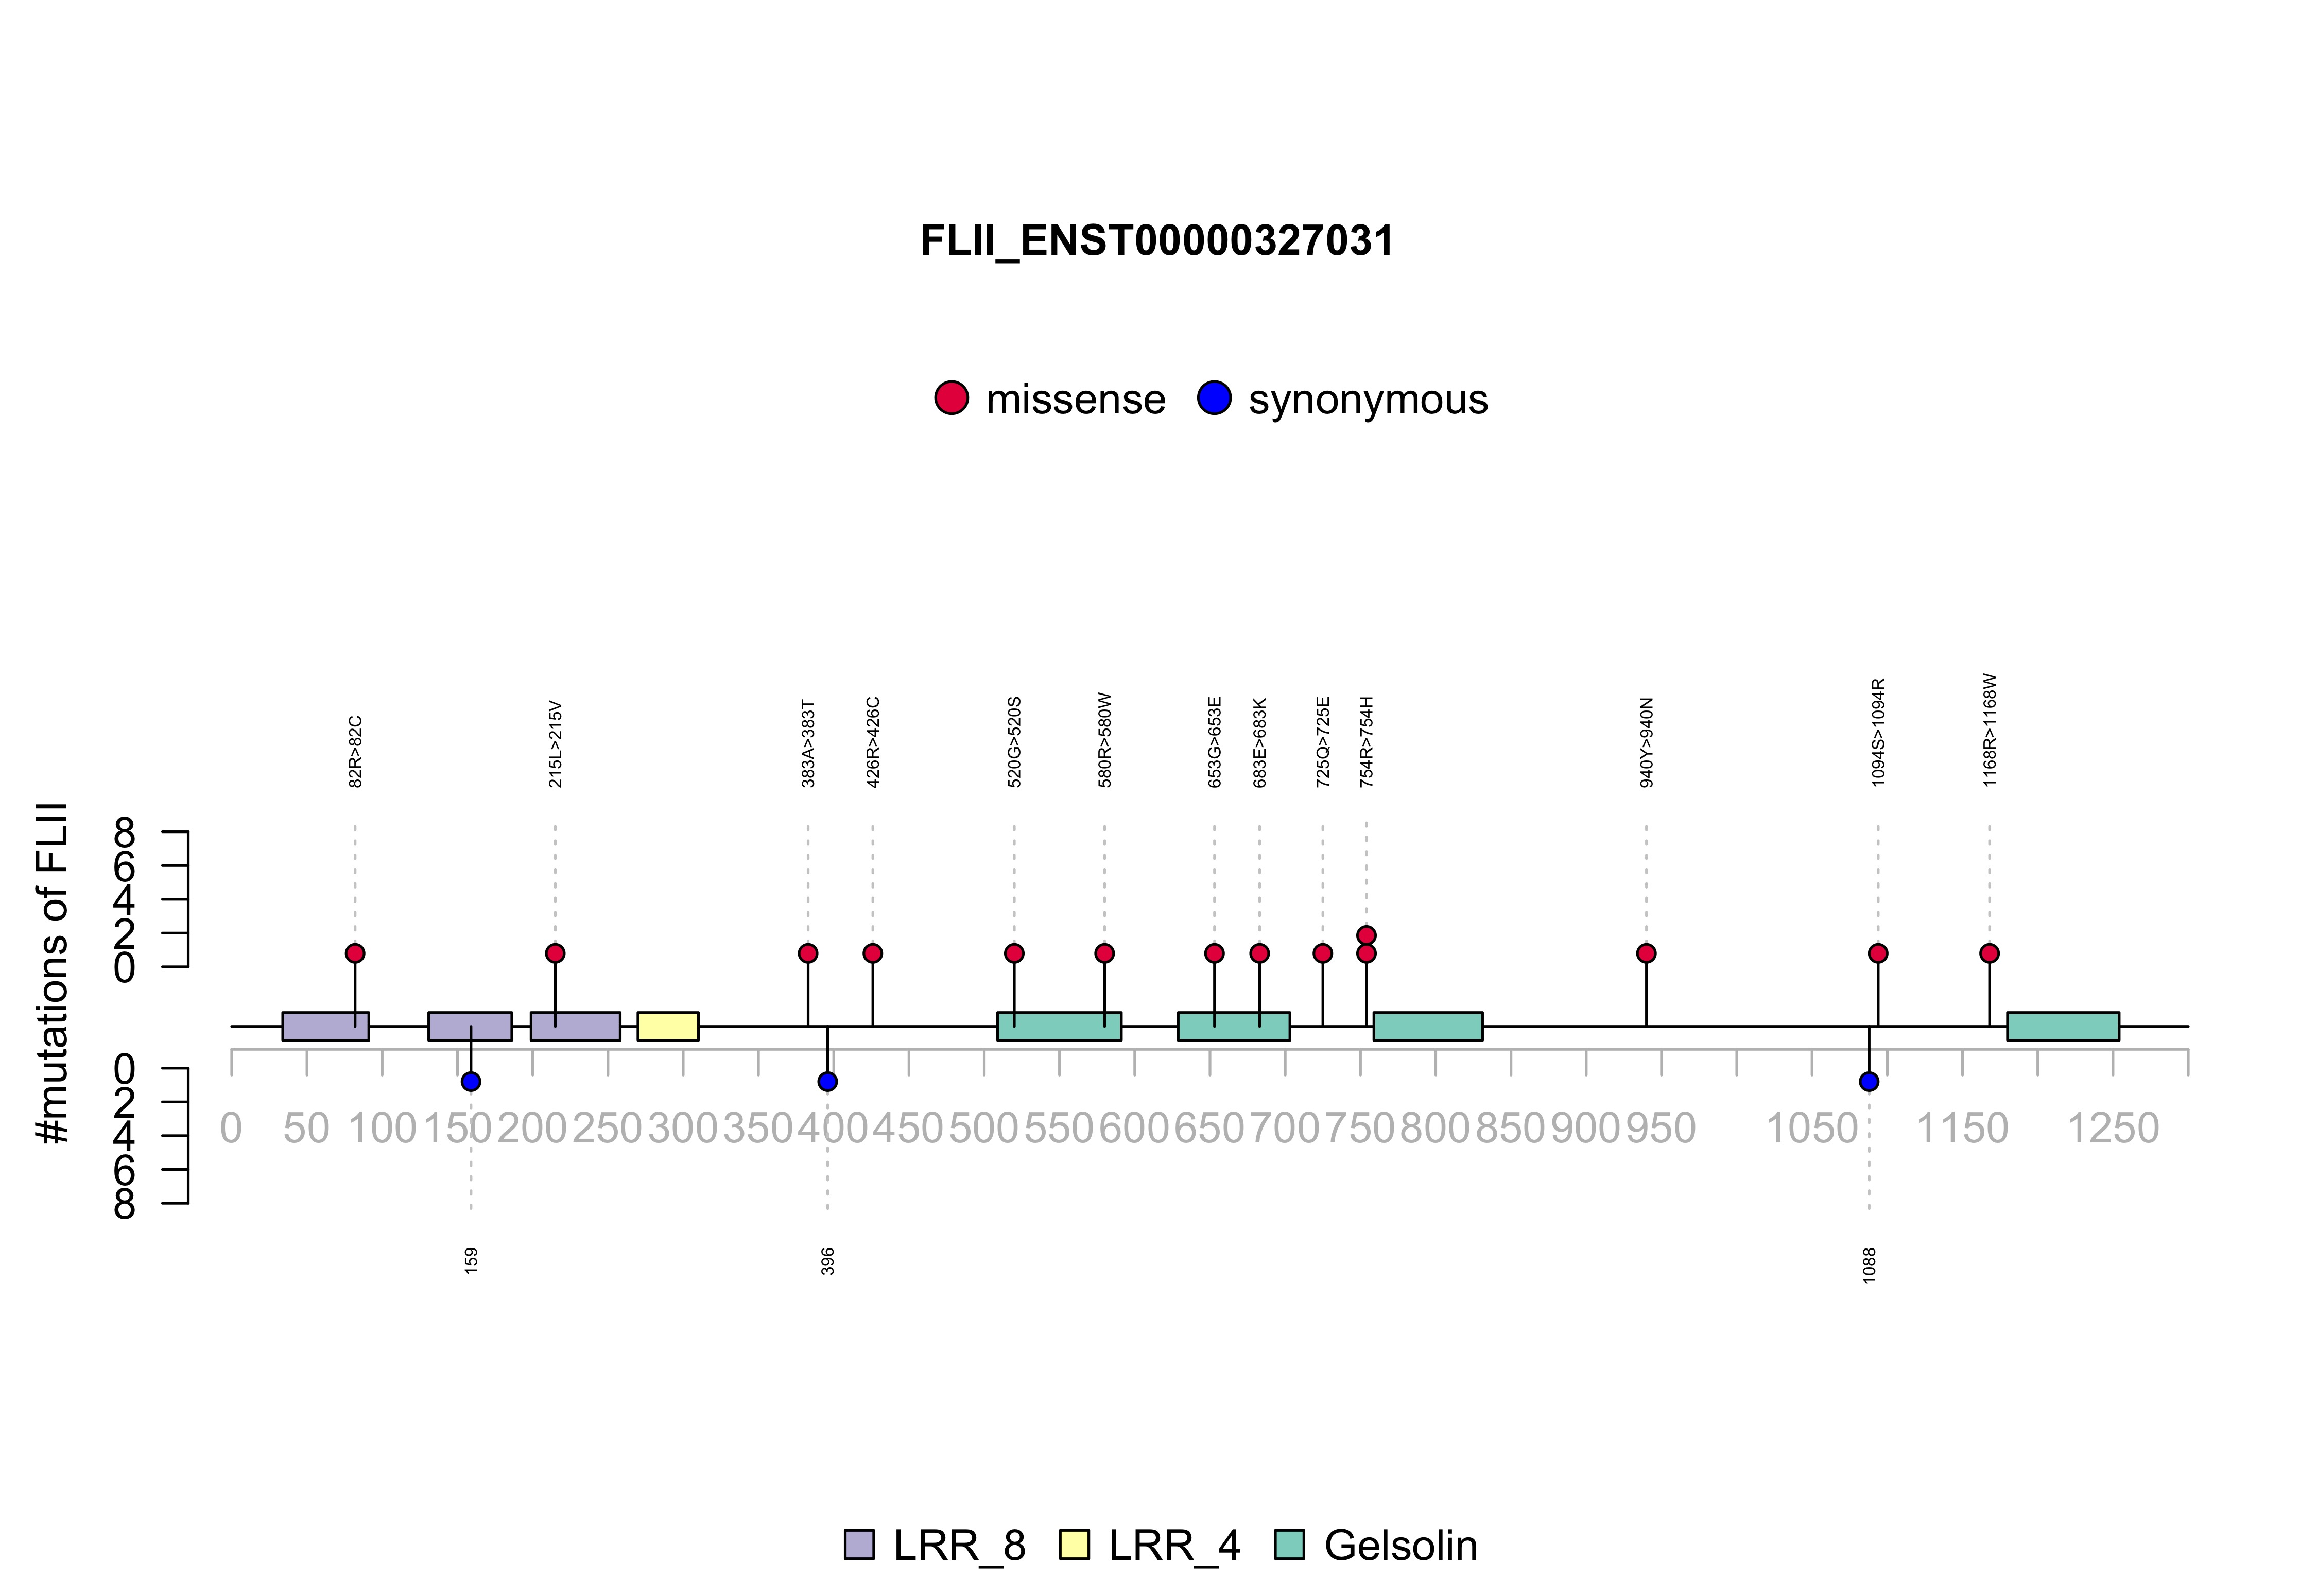 FLII_ENST00000327031
missense synonymous
82R>82C
215L>215V
383A>383T
426R>426C
520G>520S
580R>580W
653G>653E
683E>683K
725Q>725E
754R>754H
940Y>940N
1094S>1094R
1168R>1168W
#mutations of FLII
8
6
4
2
0
0
2
4
6
8
0 50 100 150 200 250 300 350 400 450 500 550 600 650 700 750 800 850 900 950 1050 1150 1250
159
396
1088
LRR_8 LRR_4 Gelsolin